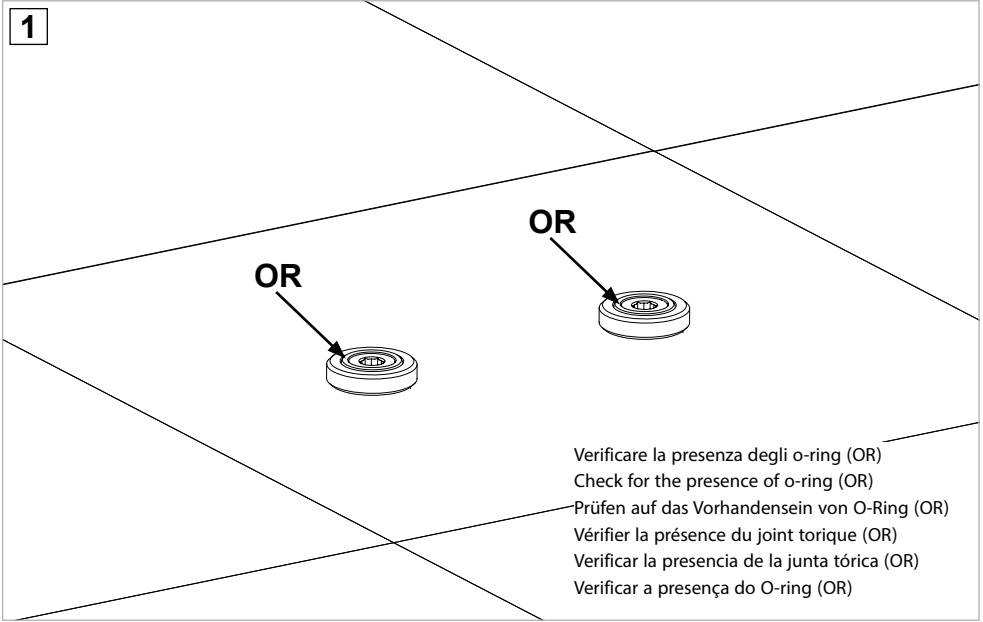 1
OR
OR
Verificare la presenza degli o-ring (OR)
Check for the presence of o-ring (OR)
Prüfen auf das Vorhandensein von O-Ring (OR)
Vérifier la présence du joint torique (OR)
Verificar la presencia de la junta tórica (OR)
Verificar a presença do O-ring (OR)